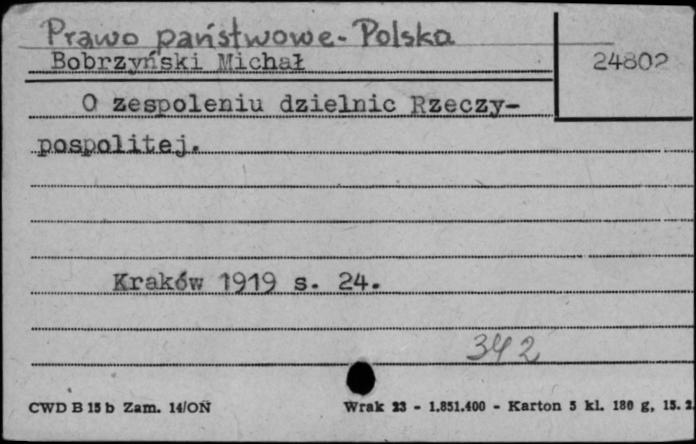 Prawo państwowe - Polska
Bobrzyński Michał
24802
O zespoleniu dzielnic Rzeczy-
pospolitej.
Kraków 1919 s. 24.
342
CWD B 15 b Zam. 14/ON
Wrak 23 - 1.851.400 - Karton 5 kl. 180 g, 15. 2